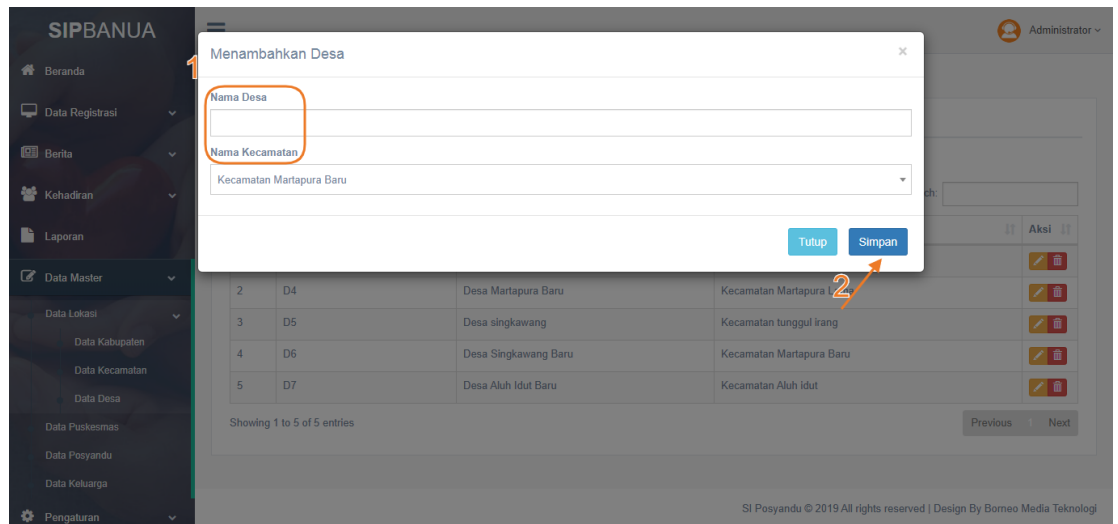 SIPBANUA
Administrator
Beranda
Data Registrasi
Berita
Kehadiran
Laporan
Data Master
Data Lokasi
Data Kabupaten
Data Kecamatan
Data Desa
Data Puskesmas
Data Posyandu
Data Keluarga
Pengaturan
Menambahkan Desa ×
1
Nama Desa
Nama Kecamatan
Kecamatan Martapura Baru
Tutup Simpan
2
ch:
Aksi
2 D4 Desa Martapura Baru Kecamatan Martapura
3 D5 Desa singkawang Kecamatan tunggul irang
4 D6 Desa Singkawang Baru Kecamatan Martapura Baru
5 D7 Desa Aluh Idut Baru Kecamatan Aluh idut
Showing 1 to 5 of 5 entries
Previous 1 Next
SI Posyandu © 2019 All rights reserved | Design By Borneo Media Teknologi